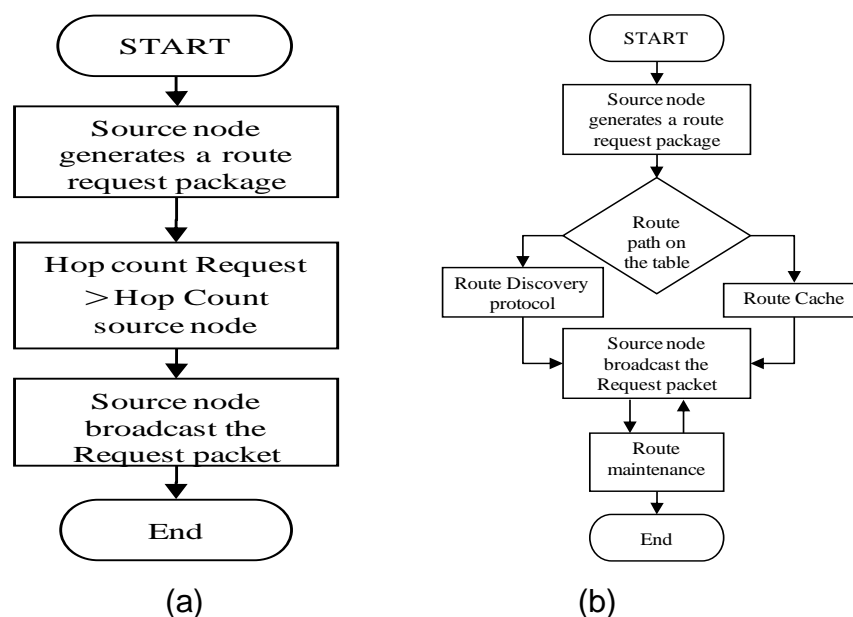 START
Source node
generates a route
request package
Hop count Request
> Hop Count
source node
Source node
broadcast the
Request packet
End
(a)
START
Source node
generates a route
request package
Route
path on
the table
Route Discovery
protocol
Route Cache
Source node
broadcast the
Request packet
Route
maintenance
End
(b)